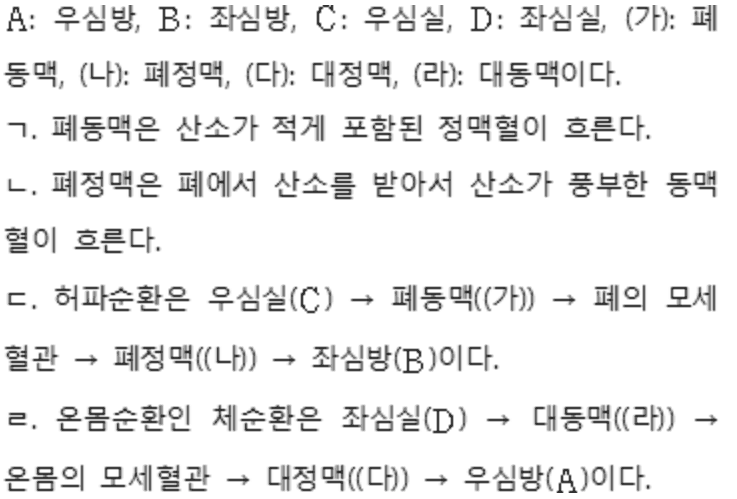 A: 우심방, B: 좌심방, C: 우심실, D: 좌심실, (가): 폐
동맥, (나): 폐정맥, (다): 대정맥, (라): 대동맥이다.
ㄱ. 폐동맥은 산소가 적게 포함된 정맥혈이 흐른다.
ㄴ. 폐정맥은 폐에서 산소를 받아서 산소가 풍부한 동맥
혈이 흐른다.
ㄷ. 허파순환은 우심실(C) → 폐동맥((가)) → 폐의 모세
혈관 → 폐정맥((나)) → 좌심방(B)이다.
ㄹ. 온몸순환인 체순환은 좌심실(D) → 대동맥((라)) →
온몸의 모세혈관 → 대정맥((다)) → 우심방(A)이다.